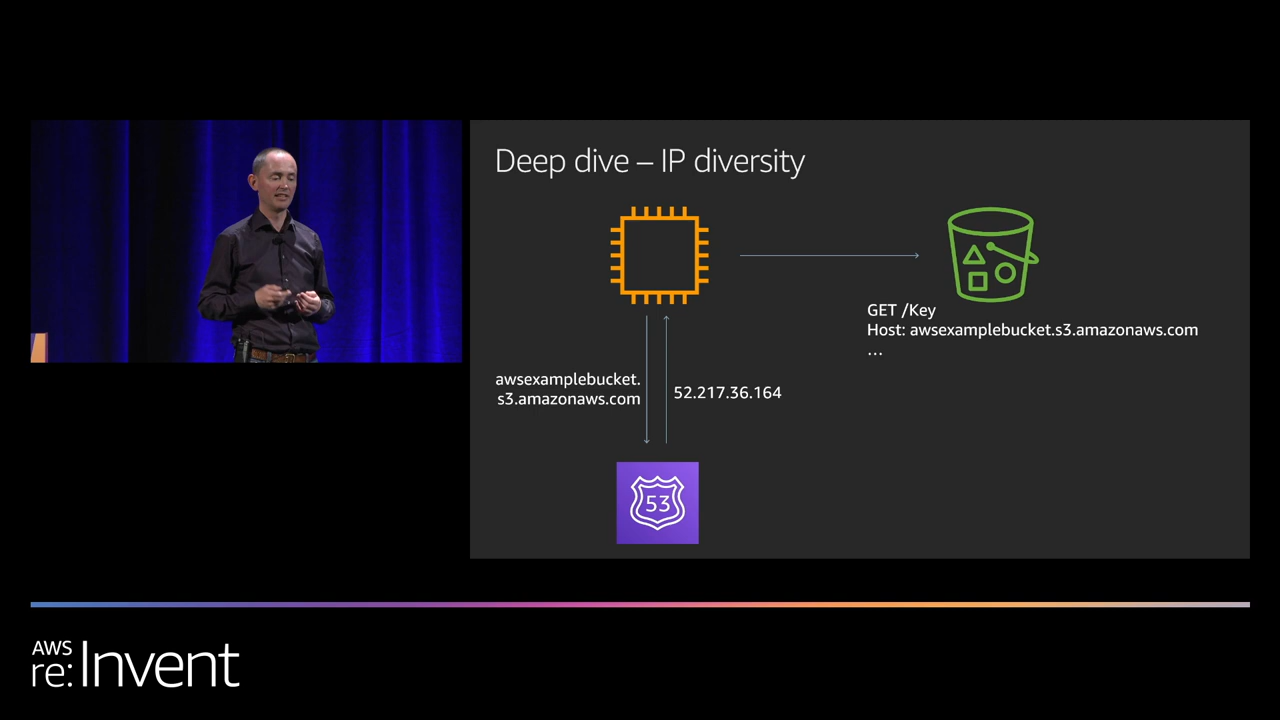 Deep dive – IP diversity
GET /Key
Host: awsexamplebucket.s3.amazonaws.com
...
awsexamplebucket.
s3.amazonaws.com
52.217.36.164
53
AWS
re:Invent